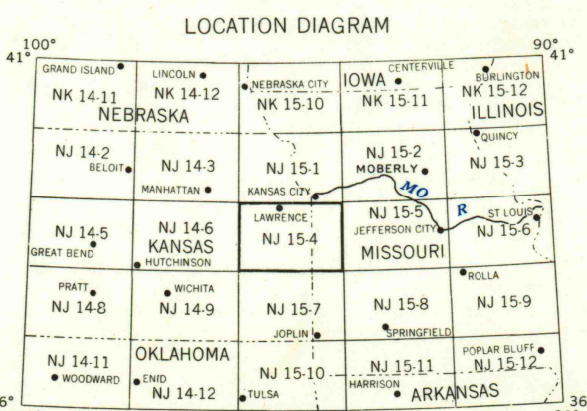 LOCATION DIAGRAM
100° 90°
41° 41°
GRAND ISLAND LINCOLN NEBRASKA CITY IOWA CENTERVILLE BURLINGTON
NK 14-11 NK 14-12 NK 15-10 NK 15-11 NK 15-12
NEBRASKA ILLINOIS
QUINCY
NJ 14-2 NJ 14-3 NJ 15-1 NJ 15-2 NJ 15-3
BELOIT MOBERLY
MANHATTAN KANSAS CITY MO
LAWRENCE NJ 15-5 R ST LOUIS
NJ 14-5 NJ 14-6 NJ 15-4 JEFFERSON CITY NJ 15-6
GREAT BEND KANSAS MISSOURI
HUTCHINSON
ROLLA
PRATT WICHITA
NJ 14-8 NJ 14-9 NJ 15-7 NJ 15-8 NJ 15-9
JOPLIN SPRINGFIELD
NJ 14-11 OKLAHOMA NJ 15-10 NJ 15-11 POPLAR BLUFF
NJ 15-12
WOODWARD ENID HARRISON
NJ 14-12 TULSA ARKANSAS
6° 36